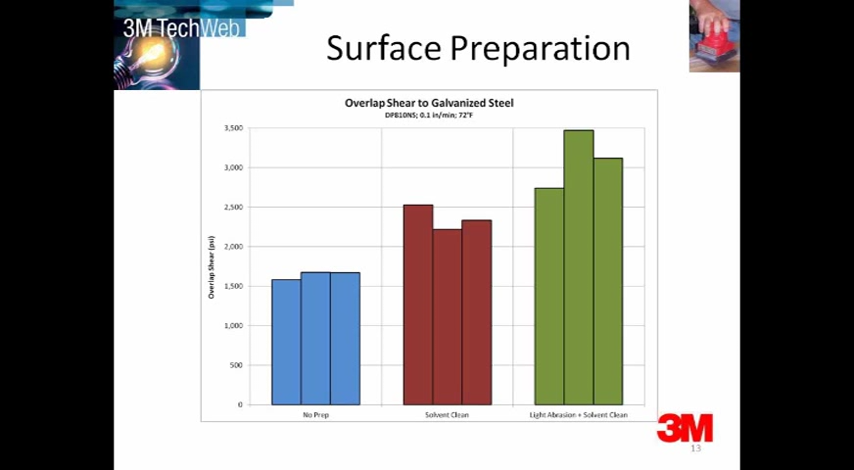 3M TechWeb
Surface Preparation
Overlap Shear to Galvanized Steel
DP810NS; 0.1 in/min; 72°F
3,500
3,000
2,500
2,000
1,500
1,000
500
0
Overlap Shear (psi)
No Prep
Solvent Clean
Light Abrasion + Solvent Clean
3M
13